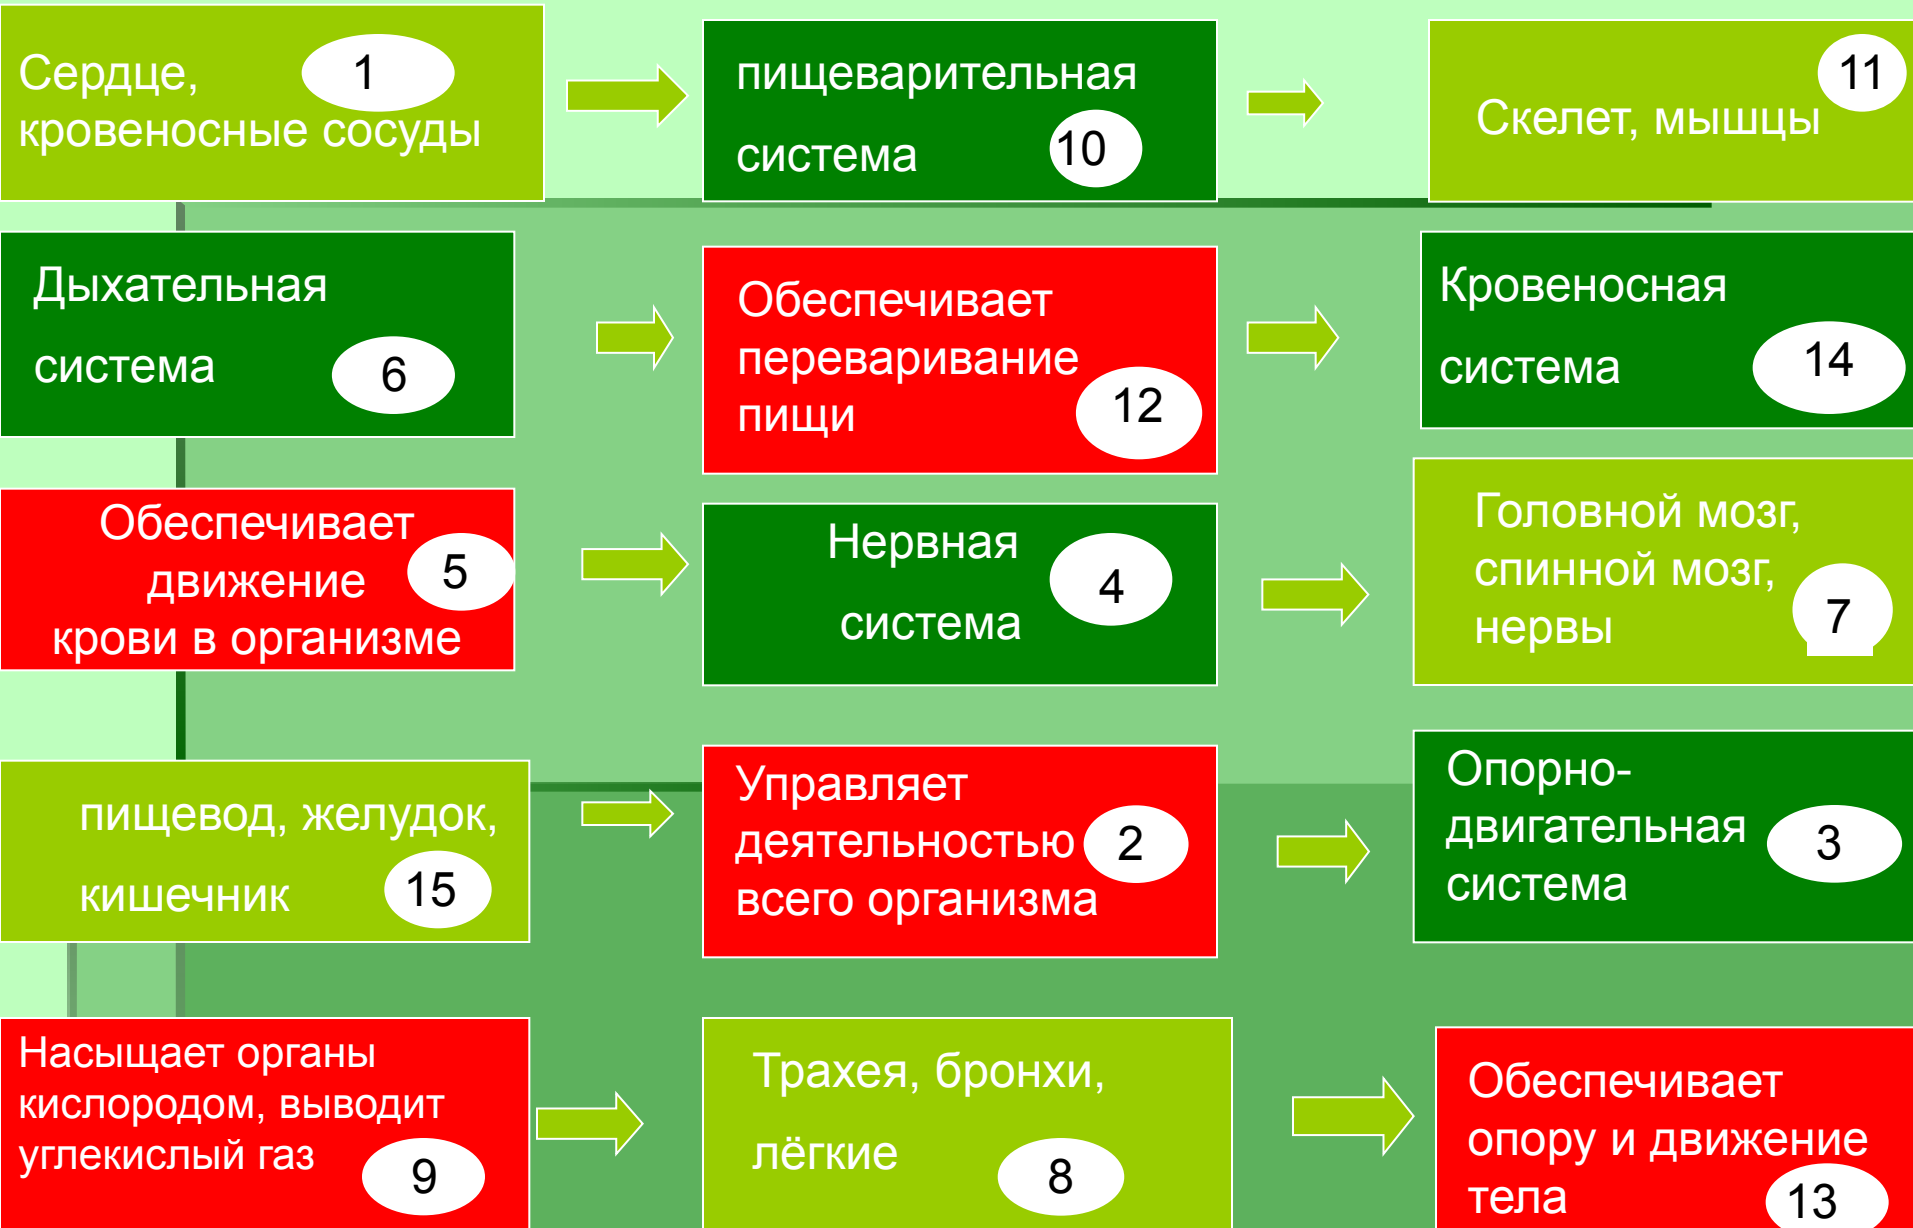 Сердце,
1
кровеносные сосуды
пищеварительная
система
10
11
Скелет, мышцы
Дыхательная
система
6
Обеспечивает
переваривание
пищи
12
Кровеносная
система
14
Обеспечивает
движение
5
крови в организме
Нервная
4
система
Головной мозг,
спинной мозг,
нервы
7
пищевод, желудок,
кишечник
15
Управляет
деятельностью
2
всего организма
Опорно-
двигательная
3
система
Насыщает органы
кислородом, выводит
углекислый газ
9
Трахея, бронхи,
лёгкие
8
Обеспечивает
опору и движение
тела
13